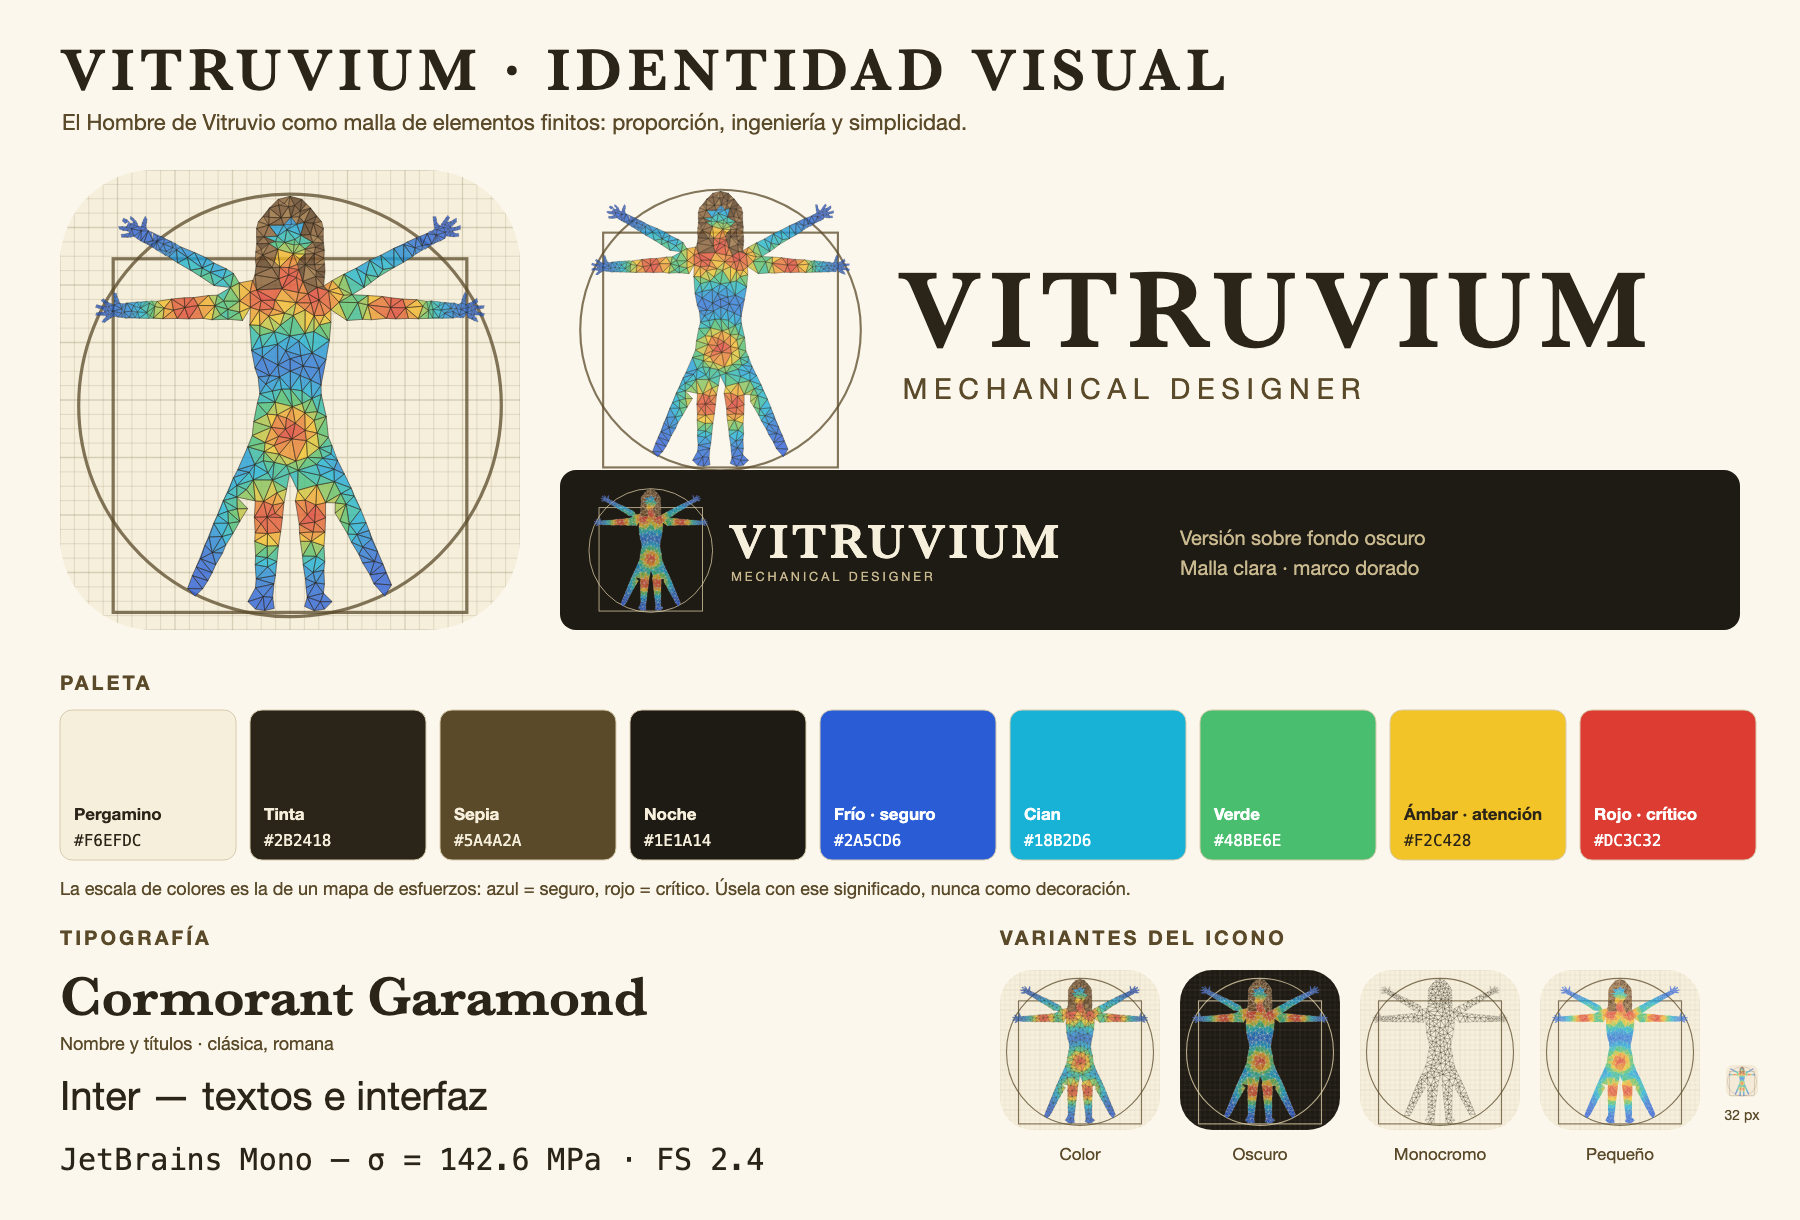 VITRUVIUM · IDENTIDAD VISUAL
El Hombre de Vitruvio como malla de elementos finitos: proporción, ingeniería y simplicidad.
VITRUVIUM
MECHANICAL DESIGNER
VITRUVIUM
MECHANICAL DESIGNER
Versión sobre fondo oscuro
Malla clara · marco dorado
PALETA
Pergamino
#F6EFDC
Tinta
#2B2418
Sepia
#5A4A2A
Noche
#1E1A14
Frío · seguro
#2A5CD6
Cian
#18B2D6
Verde
#48BE6E
Ámbar · atención
#F2C428
Rojo · crítico
#DC3C32
La escala de colores es la de un mapa de esfuerzos: azul = seguro, rojo = crítico. Úsela con ese significado, nunca como decoración.
TIPOGRAFÍA
Cormorant Garamond
Nombre y títulos · clásica, romana
Inter — textos e interfaz
JetBrains Mono — σ = 142.6 MPa · FS 2.4
VARIANTES DEL ICONO
32 px
Color
Oscuro
Monocromo
Pequeño